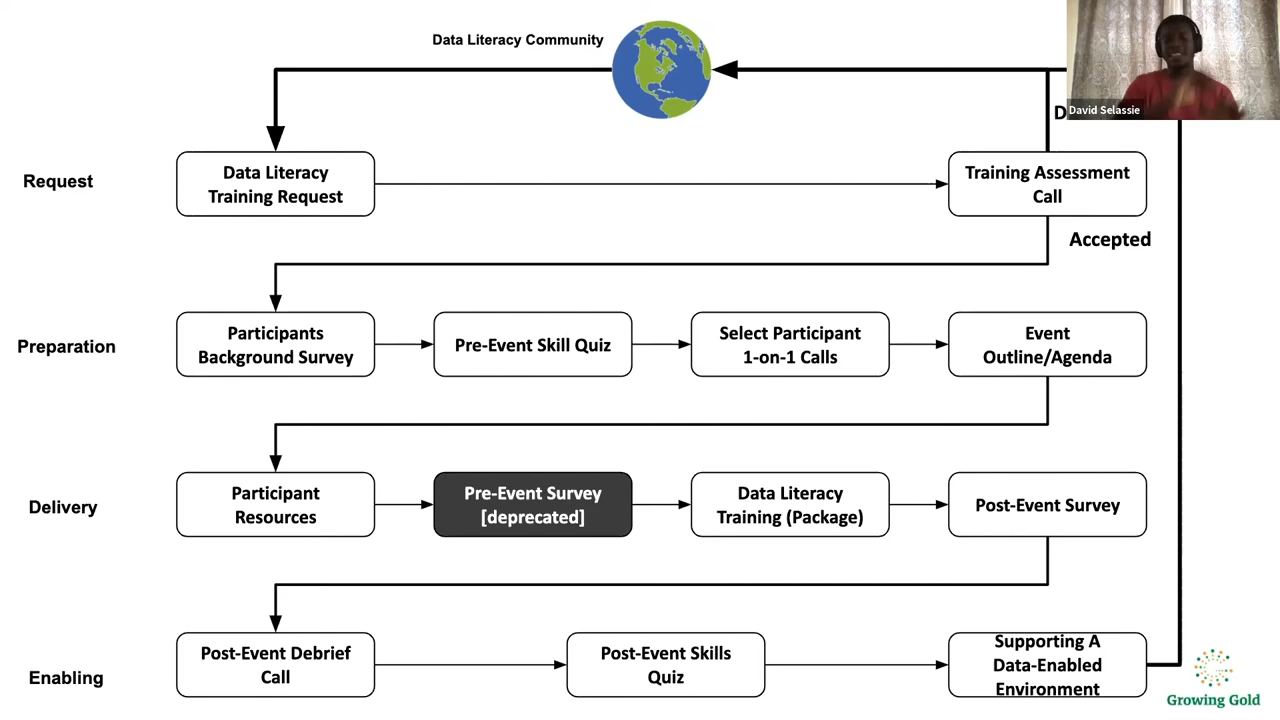 Data Literacy Community
David Selassie
D
Request
Data Literacy
Training Request
Training Assessment
Call
Accepted
Preparation
Participants
Background Survey
Pre-Event Skill Quiz
Select Participant
1-on-1 Calls
Event
Outline/Agenda
Delivery
Participant
Resources
Pre-Event Survey
[deprecated]
Data Literacy
Training (Package)
Post-Event Survey
Enabling
Post-Event Debrief
Call
Post-Event Skills
Quiz
Supporting A
Data-Enabled
Environment
Growing Gold